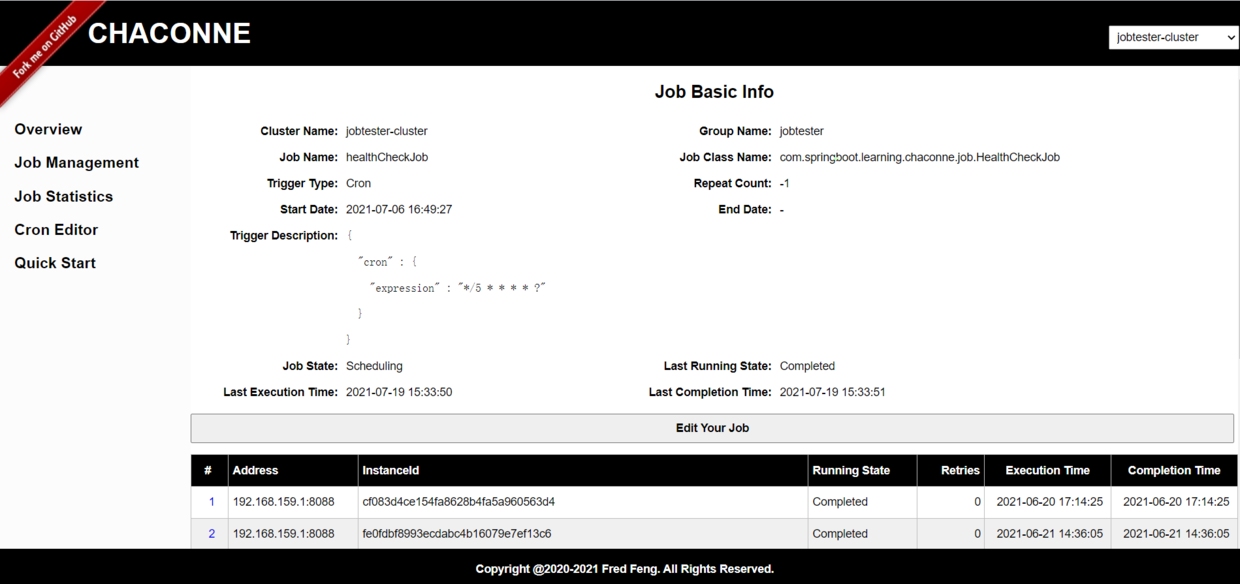 Fork me on GitHub
CHACONNE
jobtester-cluster
Overview
Job Management
Job Statistics
Cron Editor
Quick Start
Job Basic Info
Cluster Name: jobtester-cluster Group Name: jobtester
Job Name: healthCheckJob Job Class Name: com.springboot.learning.chaconne.job.HealthCheckJob
Trigger Type: Cron Repeat Count: -1
Start Date: 2021-07-06 16:49:27 End Date: -
Trigger Description: {
"cron" : {
"expression" : "*/5 * * * * ?"
}
}
Job State: Scheduling Last Running State: Completed
Last Execution Time: 2021-07-19 15:33:50 Last Completion Time: 2021-07-19 15:33:51
Edit Your Job
# Address InstanceId Running State Retries Execution Time Completion Time
1 192.168.159.1:8088 cf083d4ce154fa8628b4fa5a960563d4 Completed 0 2021-06-20 17:14:25 2021-06-20 17:14:25
2 192.168.159.1:8088 fe0fdbf8993ecdabc4b16079e7ef13c6 Completed 0 2021-06-21 14:36:05 2021-06-21 14:36:05
Copyright @2020-2021 Fred Feng. All Rights Reserved.